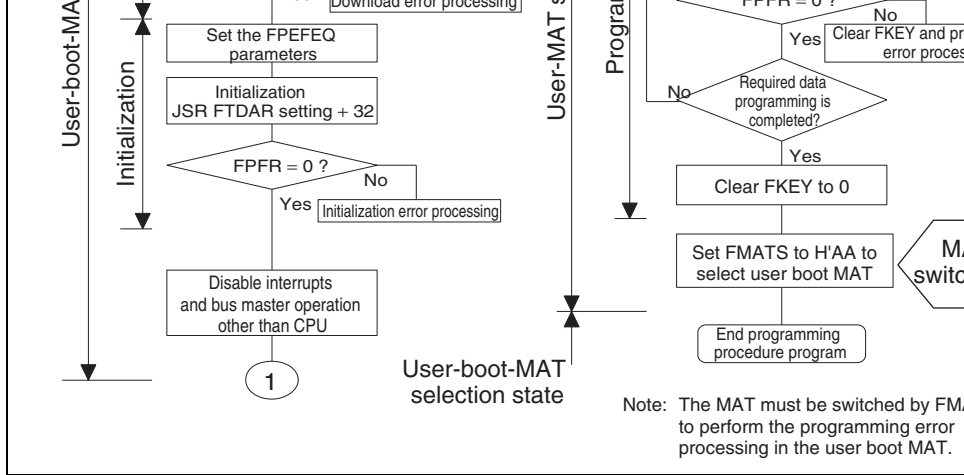 Download error processing
User-boot-MA
Initialization
Set the FPEFEQ
parameters
Initialization
JSR FTDAR setting + 32
FPFR = 0 ?
No
Yes
Initialization error processing
Disable interrupts
and bus master operation
other than CPU
1
User-MAT s
Progra
FPFR = 0 ?
No
Yes
Clear FKEY and pr
error proces
Required data
programming is
completed?
No
Yes
Clear FKEY to 0
Set FMATS to H'AA to
select user boot MAT
MA
switc
End programming
procedure program
User-boot-MAT
selection state
Note: The MAT must be switched by FMA
to perform the programming error
processing in the user boot MAT.